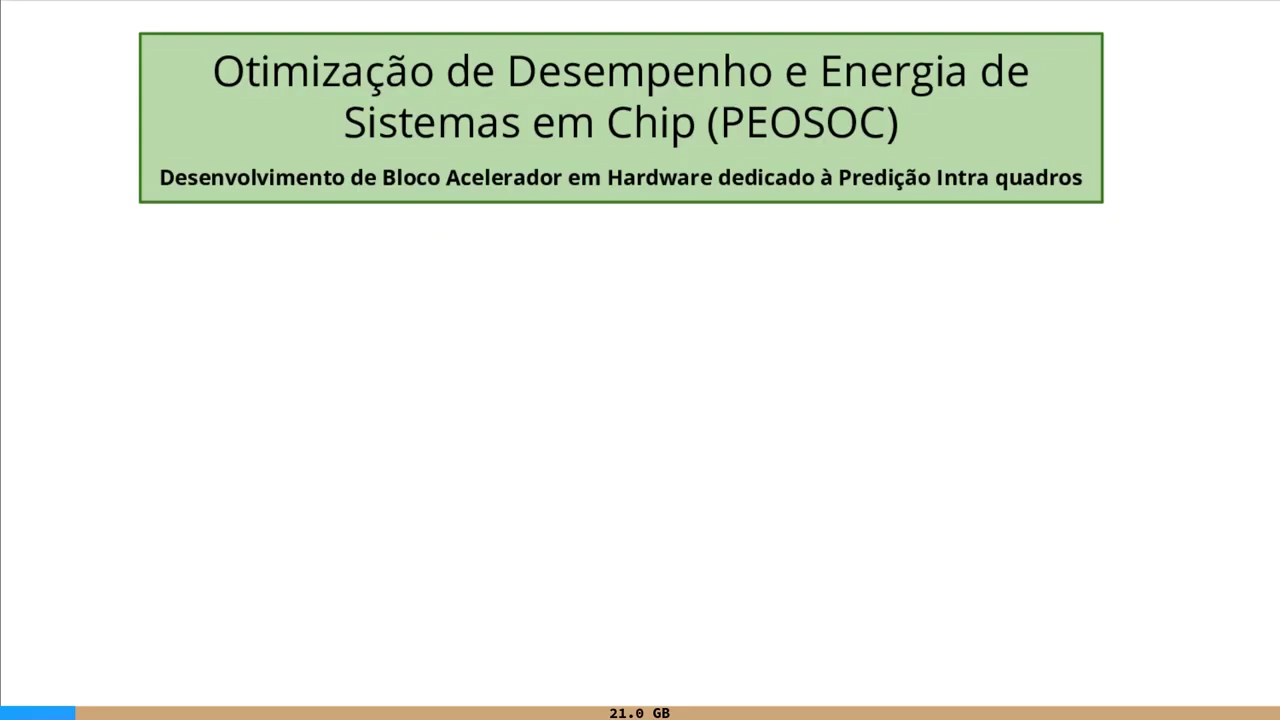 Otimização de Desempenho e Energia de
Sistemas em Chip (PEOSOC)
Desenvolvimento de Bloco Acelerador em Hardware dedicado à Predição Intra quadros
21.0 GB